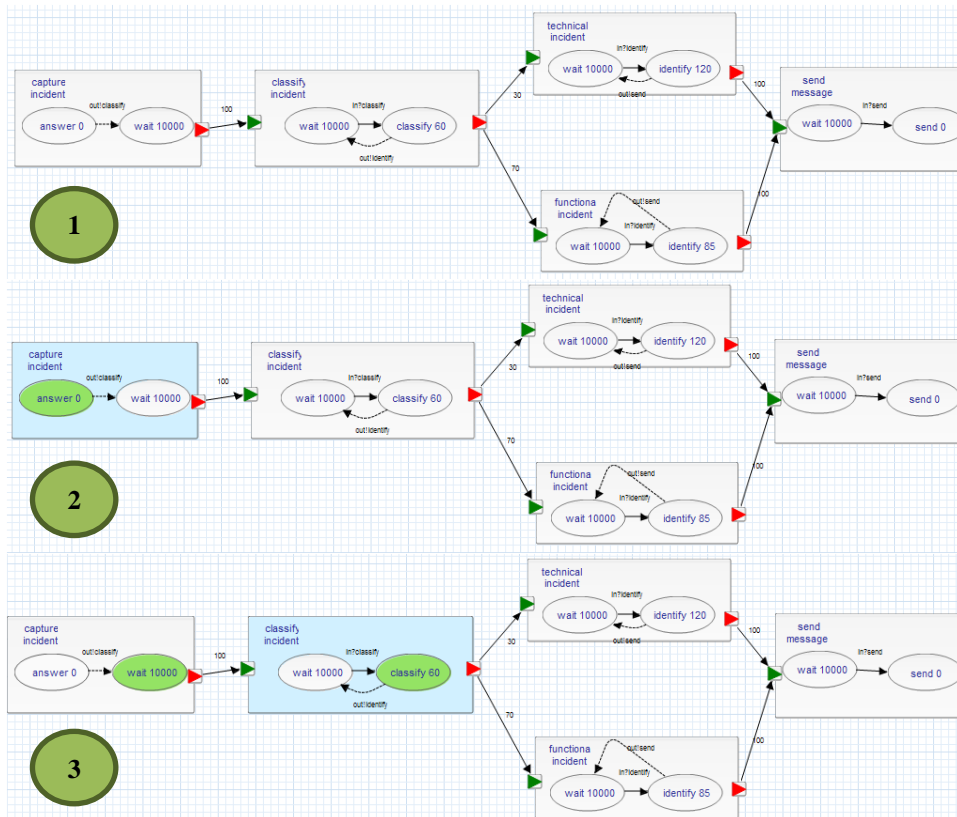 technical
incident
in?identify
wait 10000
identify 120
out!send
capture
incident
out!classify
answer 0
wait 10000
100
classify
incident
in?classify
wait 10000
classify 60
out!identify
30
70
100
send
message
in?send
wait 10000
send 0
functiona
incident
out!send
in?identify
wait 10000
identify 85
100
1
technical
incident
in?identify
wait 10000
identify 120
out!send
capture
incident
out!classify
answer 0
wait 10000
100
classify
incident
in?classify
wait 10000
classify 60
out!identify
30
70
100
send
message
in?send
wait 10000
send 0
functiona
incident
out!send
in?identify
wait 10000
identify 85
100
2
technical
incident
in?identify
wait 10000
identify 120
out!send
capture
incident
out!classify
answer 0
wait 10000
100
classify
incident
in?classify
wait 10000
classify 60
out!identify
30
70
100
send
message
in?send
wait 10000
send 0
functiona
incident
out!send
in?identify
wait 10000
identify 85
100
3